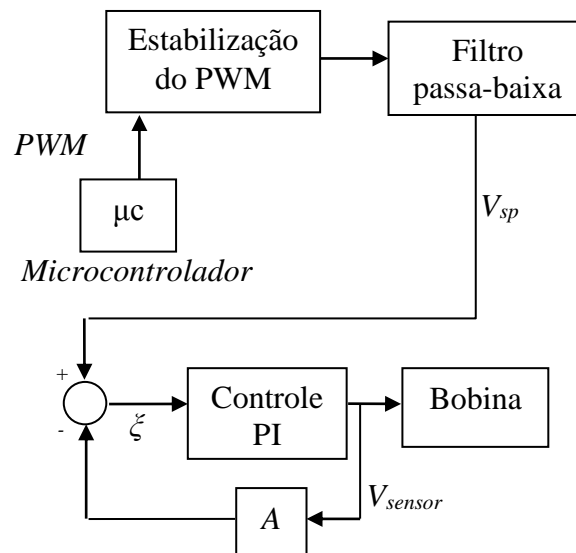 Estabilização
do PWM
Filtro
passa-baixa
PWM
μc
Microcontrolador
V_sp
+
-
ξ
Controle
PI
Bobina
V_sensor
A